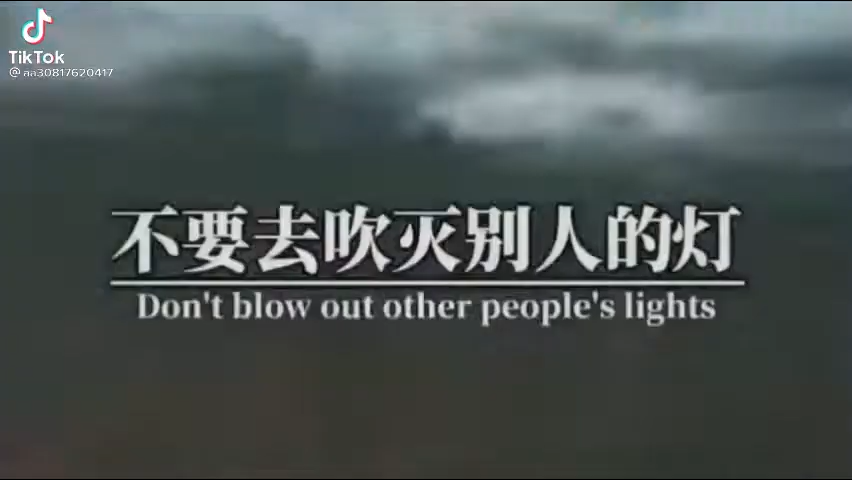 TikTok
@aa30817620417
不要去吹灭别人的灯
Don't blow out other people's lights